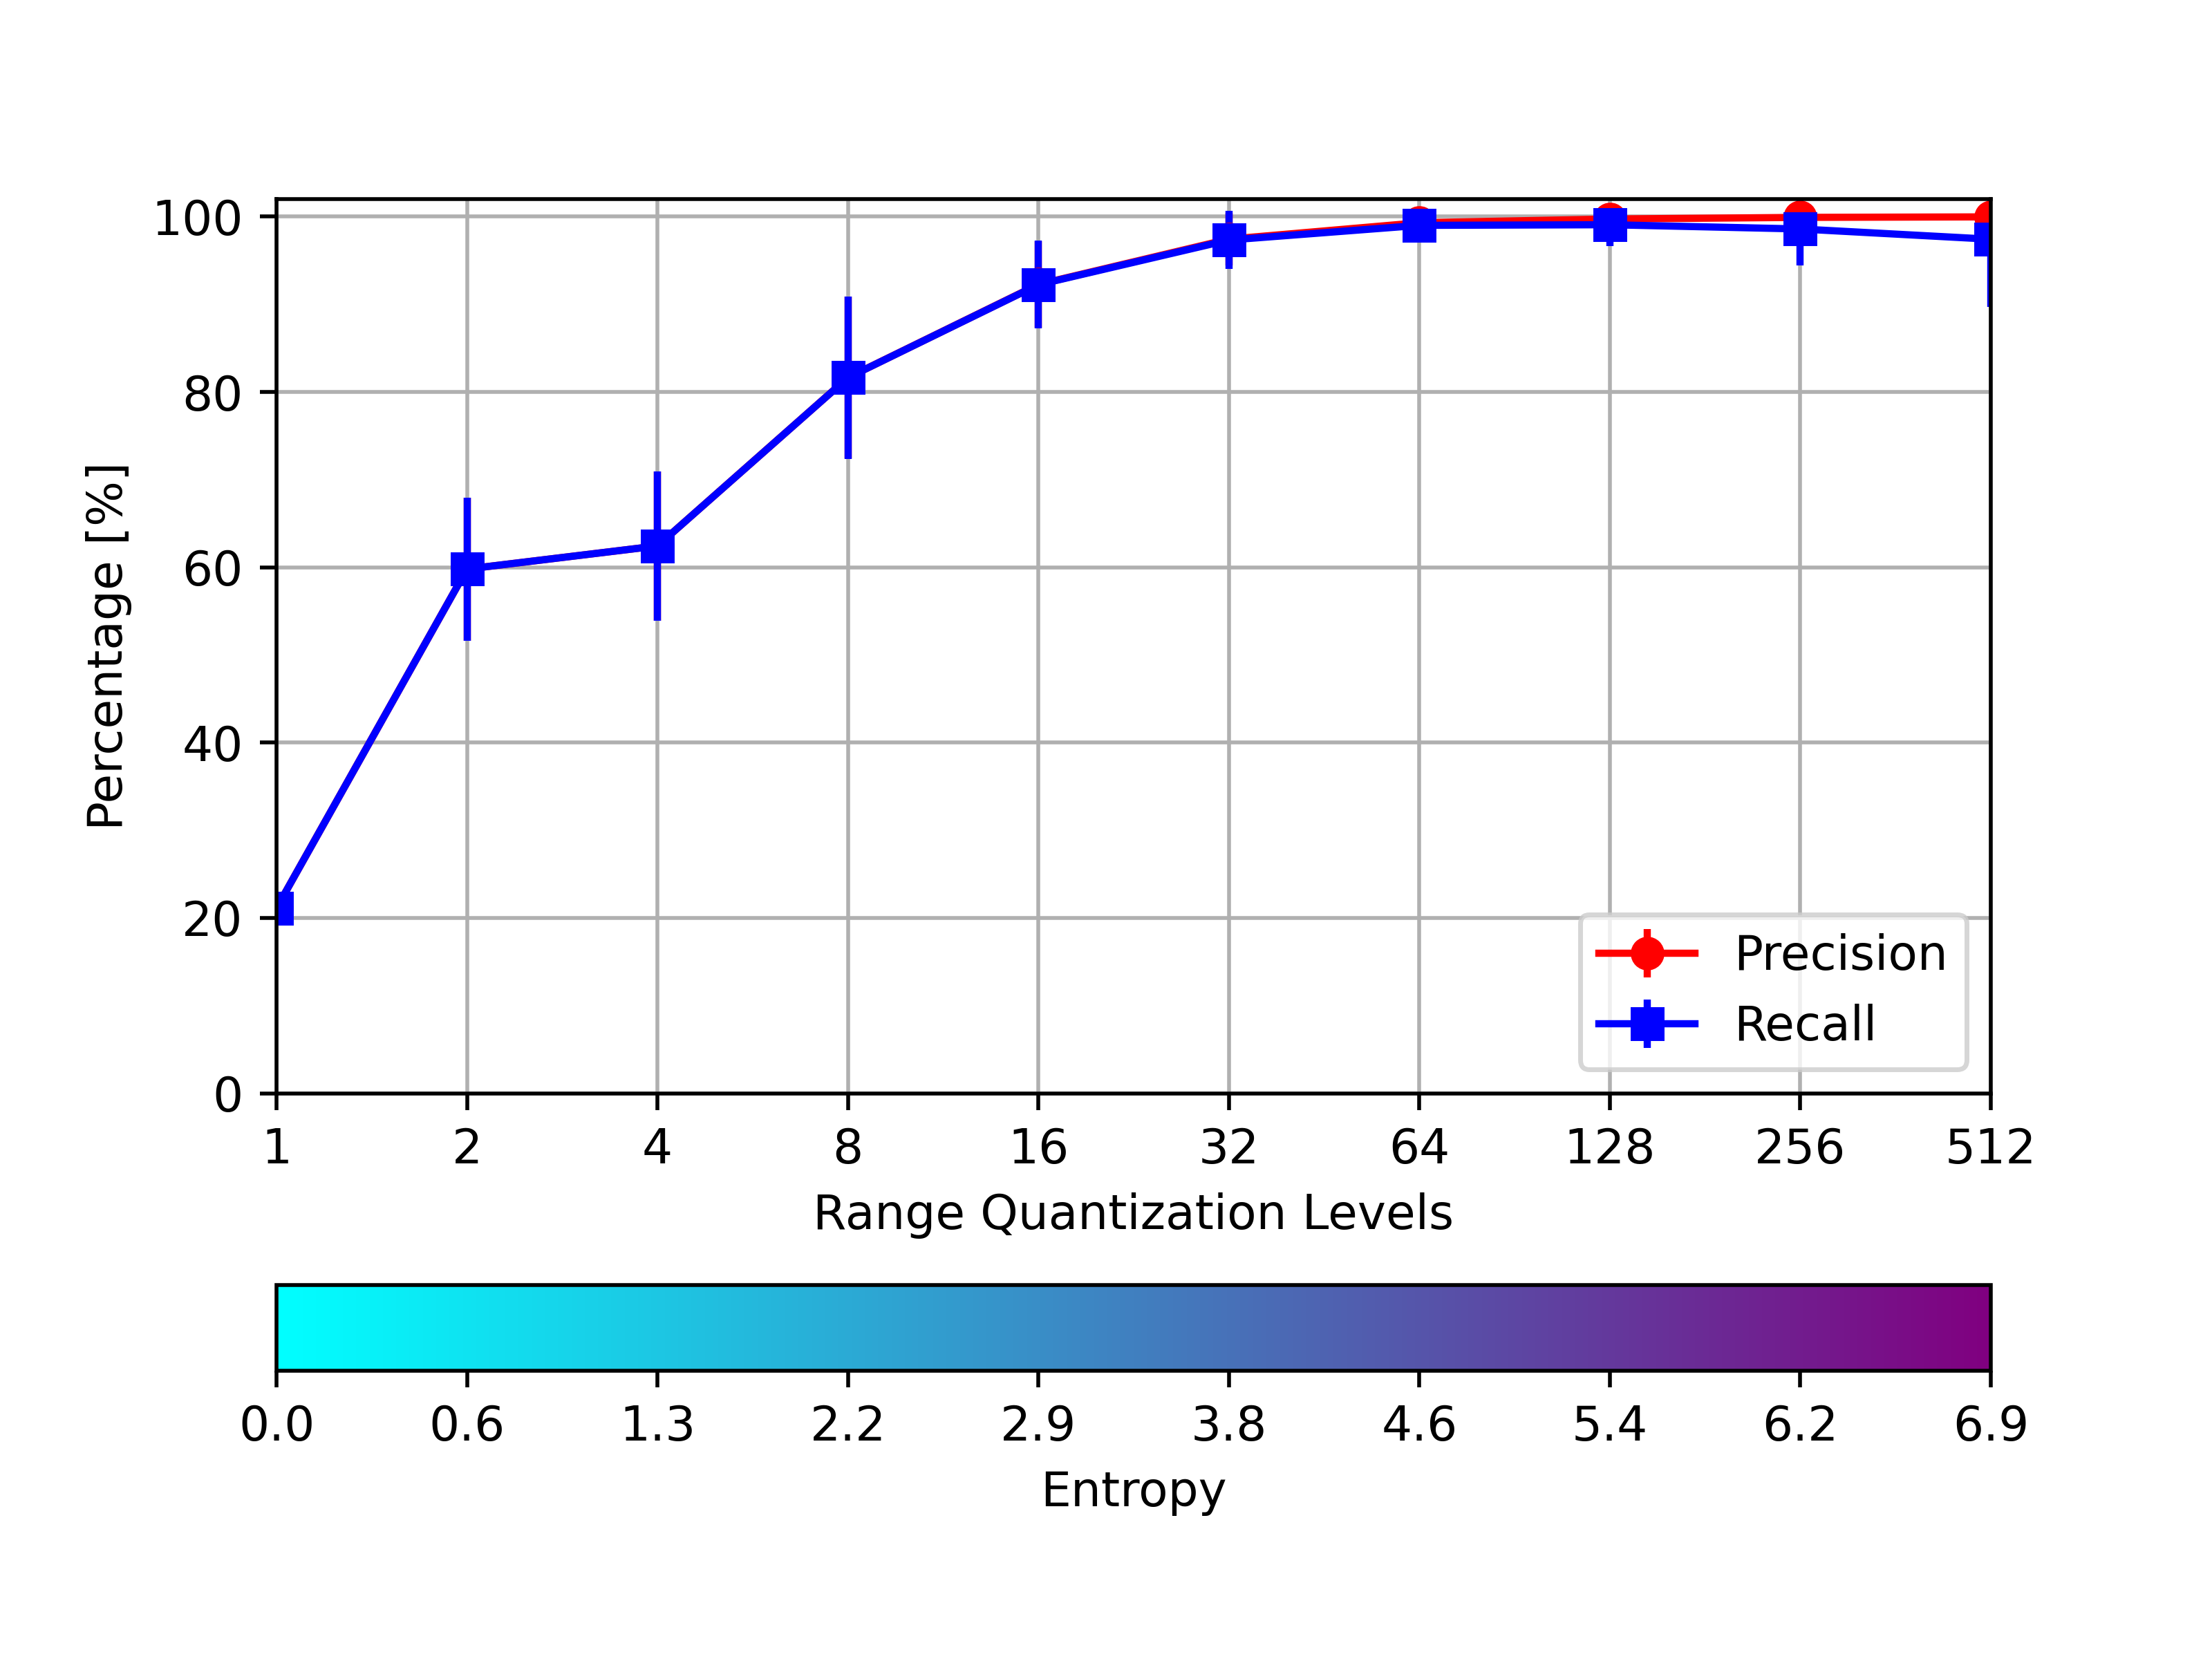 100
80
60
40
20
0
Percentage [%]
Precision
Recall
1 2 4 8 16 32 64 128 256 512
Range Quantization Levels
0.0 0.6 1.3 2.2 2.9 3.8 4.6 5.4 6.2 6.9
Entropy